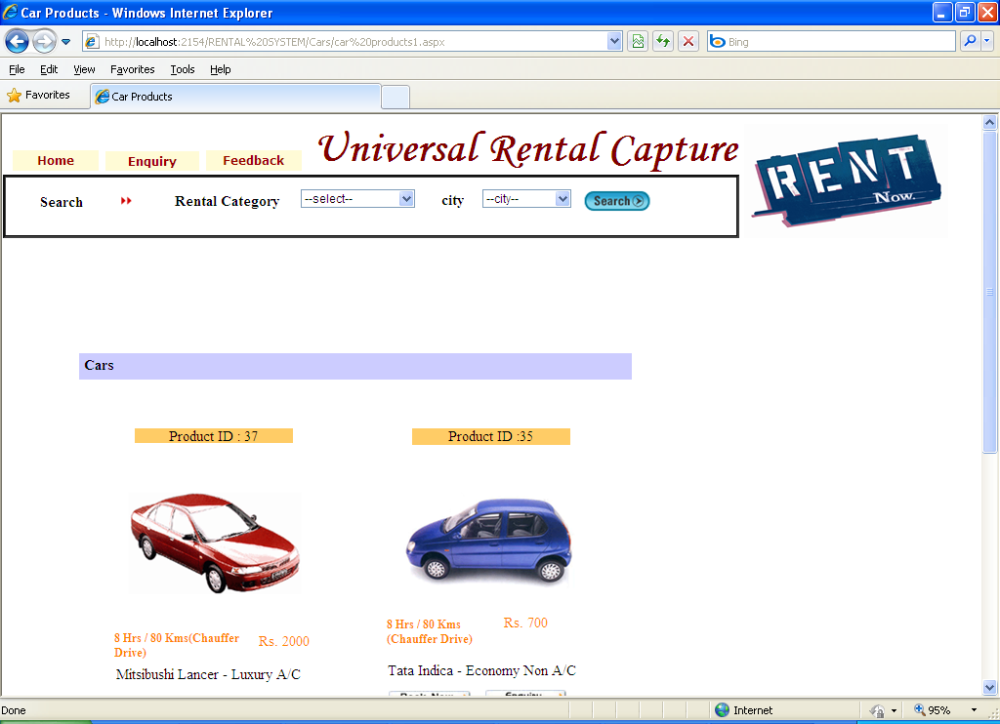 Car Products - Windows Internet Explorer
http://localhost:2154/RENTAL%20SYSTEM/Cars/car%20products1.aspx
Bing
File Edit View Favorites Tools Help
Favorites
Car Products
Universal Rental Capture
Home
Enquiry
Feedback
RENT
Now.
Search
Rental Category
--select--
city
--city--
Search
Cars
Product ID : 37
Product ID :35
8 Hrs / 80 Kms(Chauffer
Drive)
Rs. 2000
Mitsibushi Lancer - Luxury A/C
8 Hrs / 80 Kms
(Chauffer Drive)
Rs. 700
Tata Indica - Economy Non A/C
Book Now
Enquiry
Done
Internet
95%